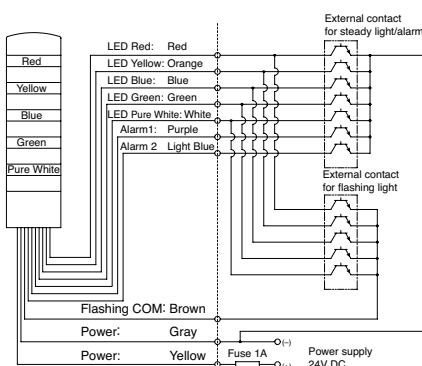 External contact
for steady light/alarm
LED Red: Red
LED Yellow: Orange
LED Blue: Blue
LED Green: Green
LED Pure White: White
Alarm1: Purple
Alarm 2 Light Blue
Red
Yellow
Blue
Green
Pure White
External contact
for flashing light
Flashing COM: Brown
Power: Gray
(−)
Power: Yellow
Fuse 1A
(+)
Power supply
24V DC